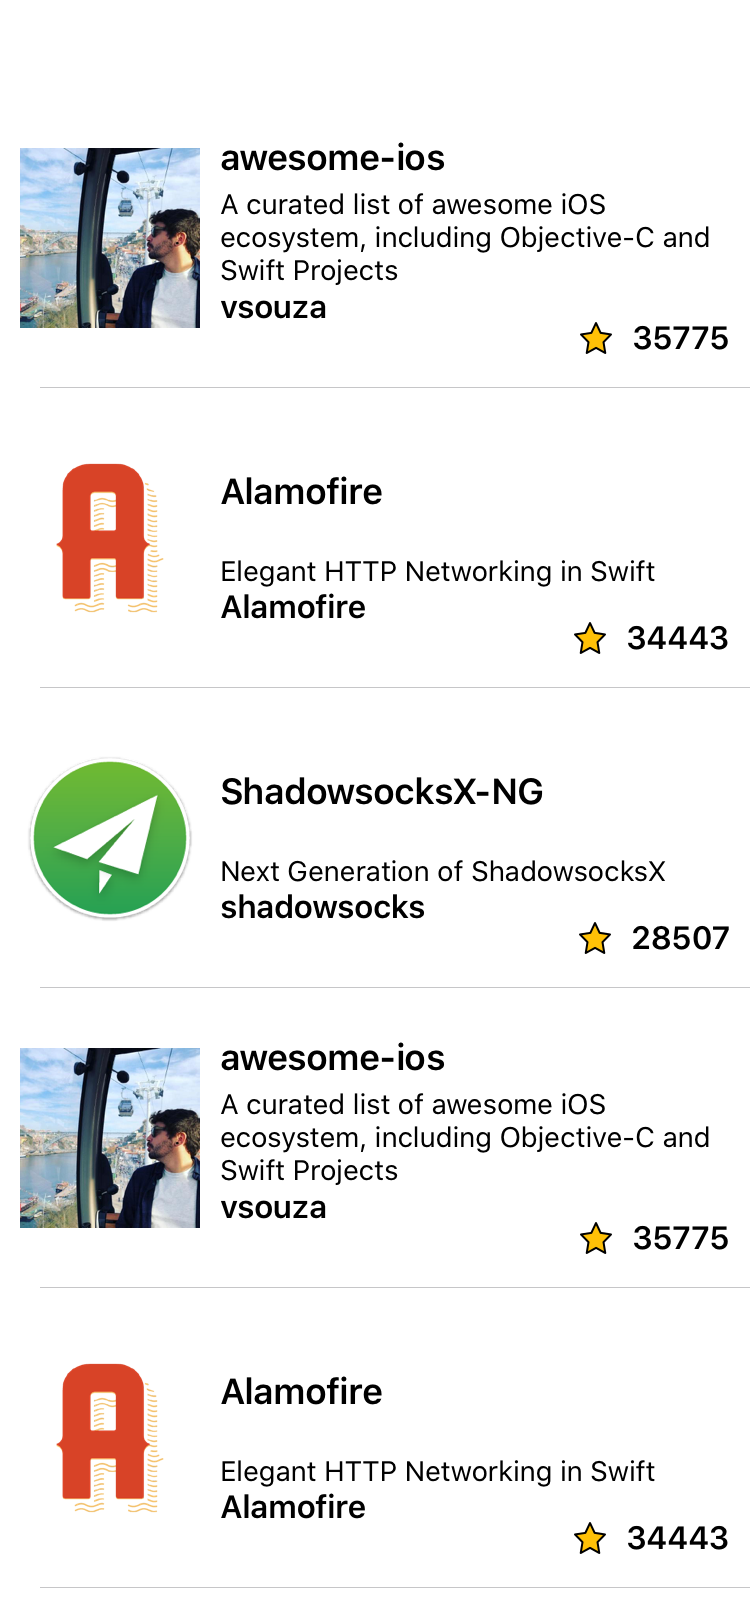 awesome-ios
A curated list of awesome iOS
ecosystem, including Objective-C and
Swift Projects
vsouza
35775
A
Alamofire
Elegant HTTP Networking in Swift
Alamofire
34443
ShadowsocksX-NG
Next Generation of ShadowsocksX
shadowsocks
28507
awesome-ios
A curated list of awesome iOS
ecosystem, including Objective-C and
Swift Projects
vsouza
35775
A
Alamofire
Elegant HTTP Networking in Swift
Alamofire
34443